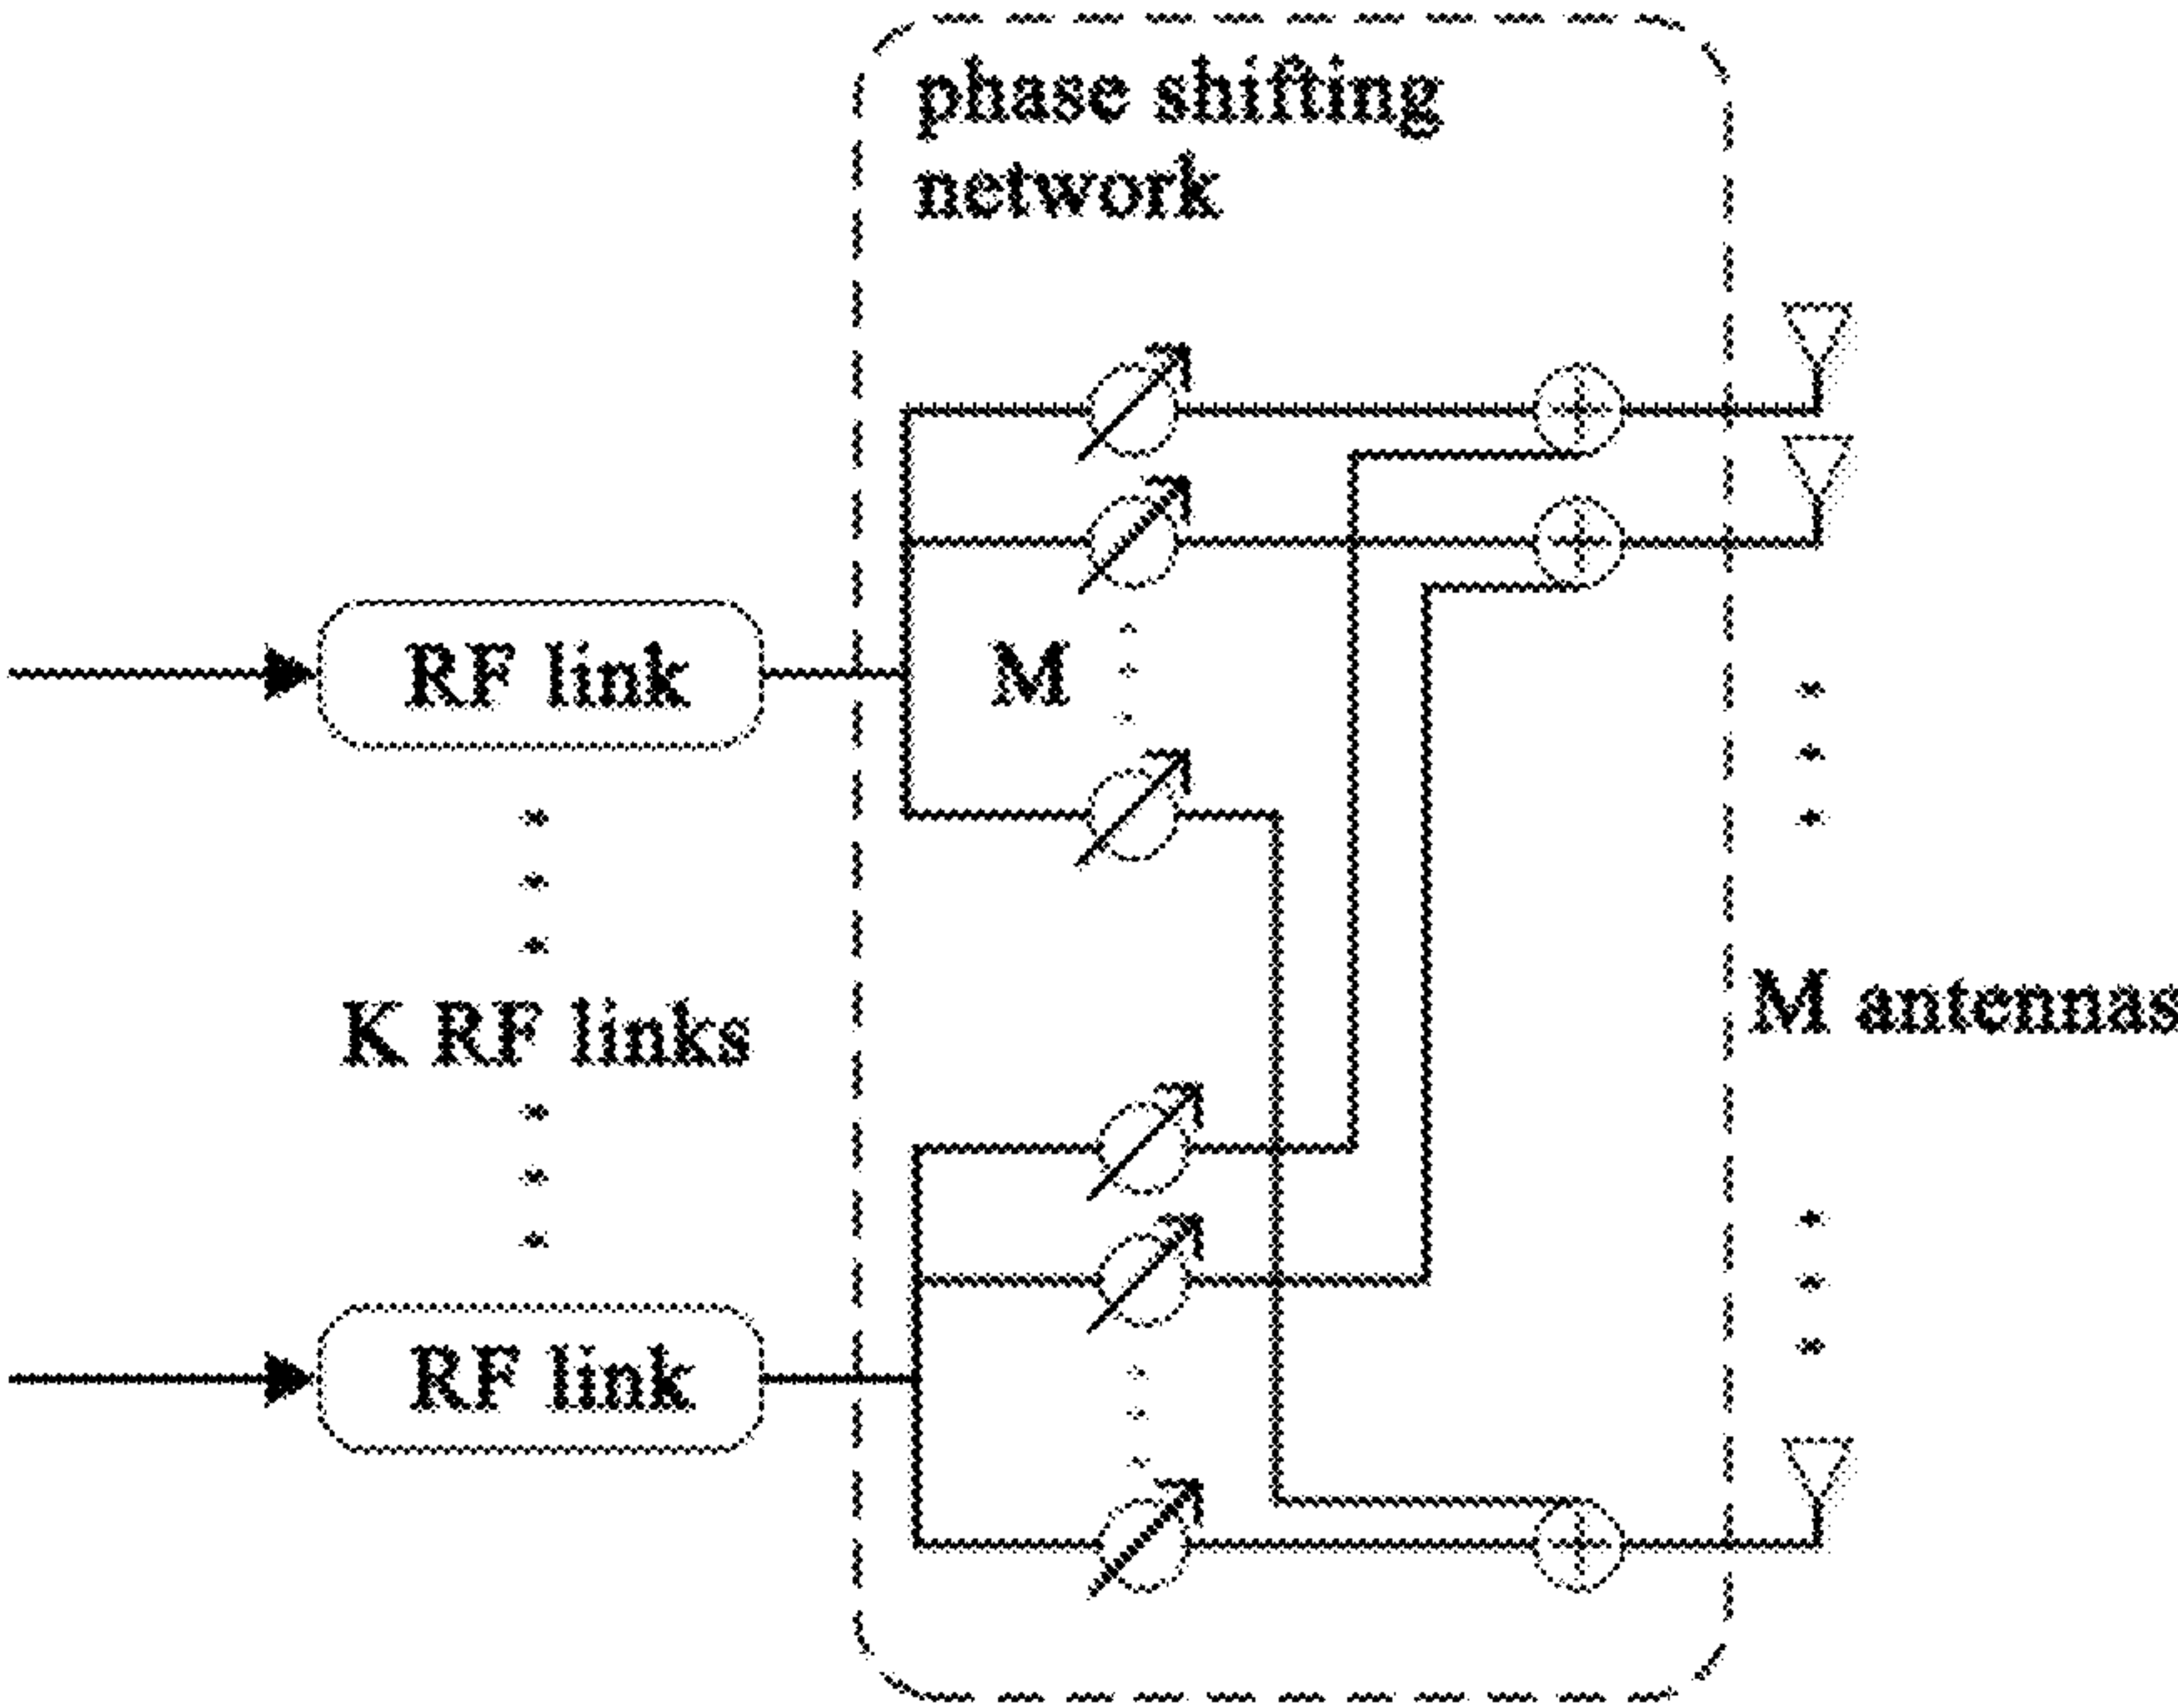 phase shifting
network
RF link
M
K RF links
M antennas
RF link